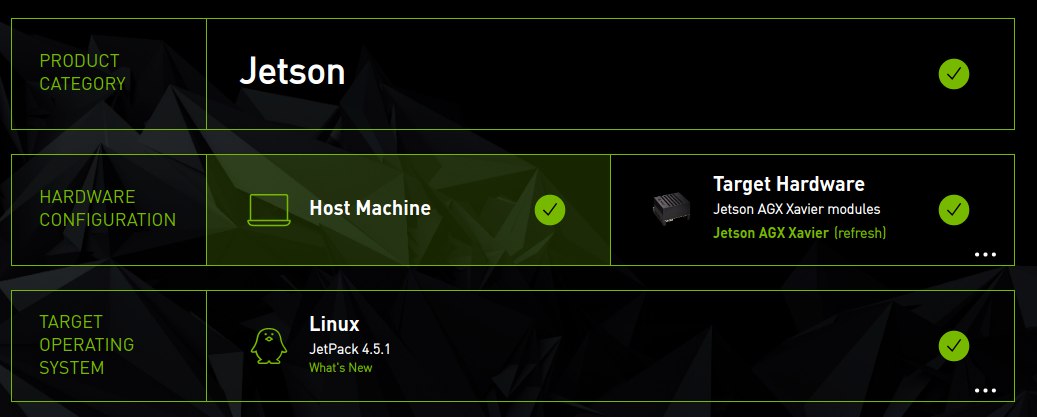 PRODUCT
CATEGORY
Jetson
HARDWARE
CONFIGURATION
Host Machine
Target Hardware
Jetson AGX Xavier modules
Jetson AGX Xavier (refresh)
TARGET
OPERATING
SYSTEM
Linux
JetPack 4.5.1
What's New